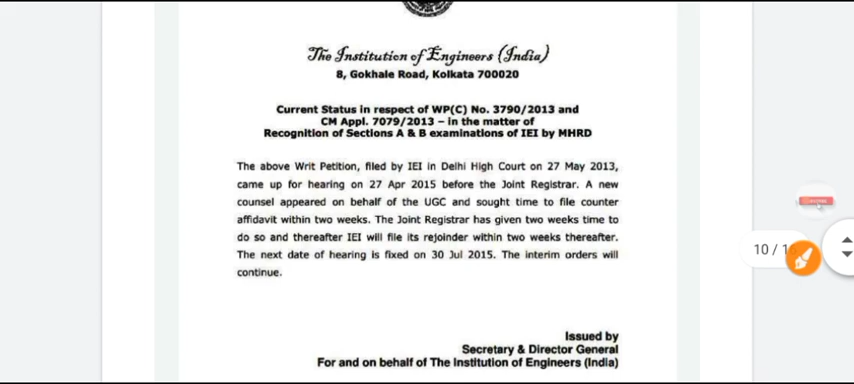 The Institution of Engineers (India)
8, Gokhale Road, Kolkata 700020
Current Status in respect of WP(C) No. 3790/2013 and
CM Appl. 7079/2013 – in the matter of
Recognition of Sections A & B examinations of IEI by MHRD
The above Writ Petition, filed by IEI in Delhi High Court on 27 May 2013,
came up for hearing on 27 Apr 2015 before the Joint Registrar. A new
counsel appeared on behalf of the UGC and sought time to file counter
affidavit within two weeks. The Joint Registrar has given two weeks time to
do so and thereafter IEI will file its rejoinder within two weeks thereafter.
The next date of hearing is fixed on 30 Jul 2015. The interim orders will
continue.
10 /
Issued by
Secretary & Director General
For and on behalf of The Institution of Engineers (India)